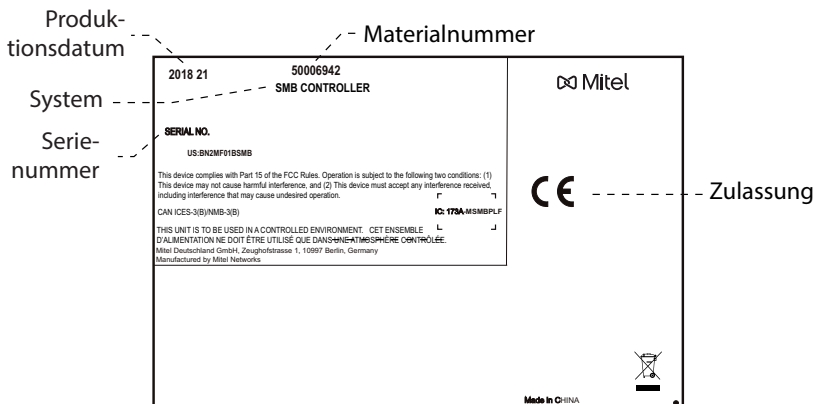 Produk-
tionsdatum
Materialnummer
System
Serie-
nummer
2018 21
50006942
SMB CONTROLLER
SERIAL NO.
US:BN2MF01BSMB
This device complies with Part 15 of the FCC Rules. Operation is subject to the following two conditions: (1)
This device may not cause harmful interference, and (2) This device must accept any interference received,
including interference that may cause undesired operation.
CAN ICES-3(B)/NMB-3(B)
IC: 173A-MSMBPLF
THIS UNIT IS TO BE USED IN A CONTROLLED ENVIRONMENT. CET ENSEMBLE
D'ALIMENTATION NE DOIT ÊTRE UTILISÉ QUE DANS UNE ATMOSPHÈRE CONTRÔLÉE.
Mitel Deutschland GmbH, Zeughofstrasse 1, 10997 Berlin, Germany
Manufactured by Mitel Networks
Mitel
CE
Zulassung
Made in CHINA